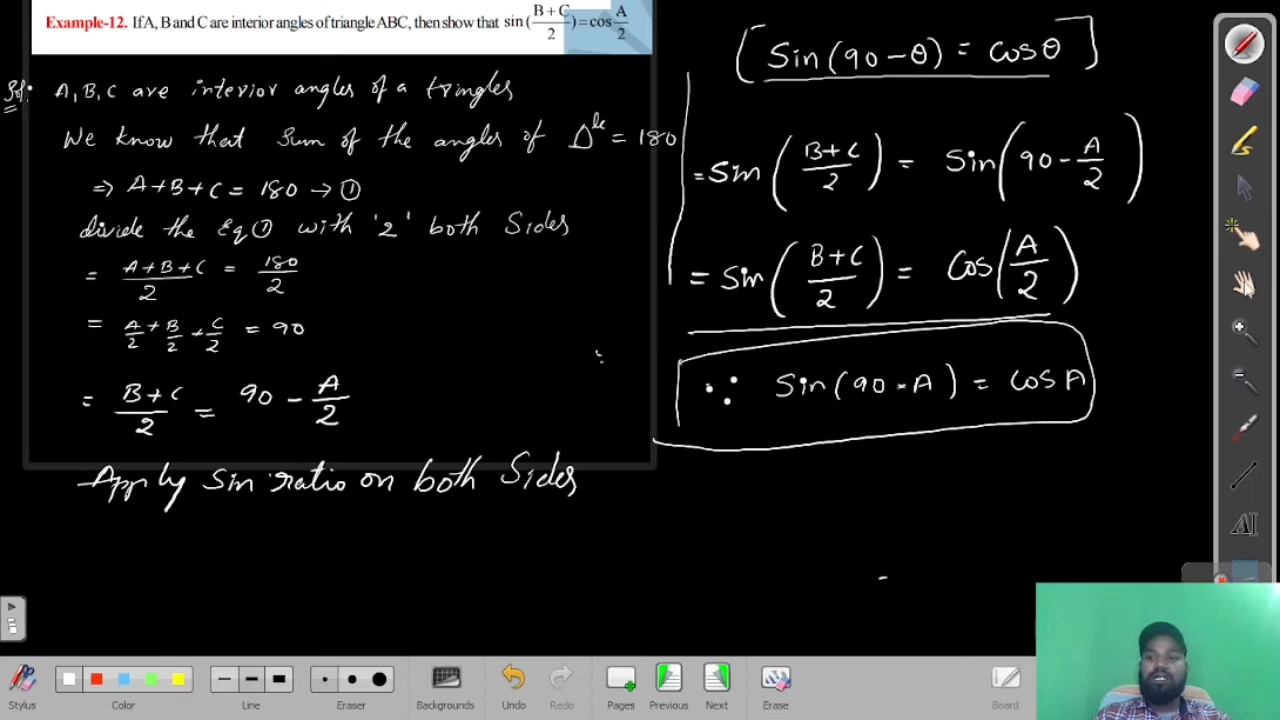 Example-12. If A, B and C are interior angles of triangle ABC, then show that sin (B + C / 2) = cos A / 2
Sol: A, B, C are interior angles of a tringles
We know that Sum of the angles of Δle = 180
⇒ A+B+C = 180 → ①
divide the Eq ① with '2' both Sides
= A+B+C / 2 = 180 / 2
= A/2 + B/2 + C/2 = 90
= B+C / 2 = 90 - A / 2
Apply Sin ratio on both Sides
[Sin(90-θ) = Cosθ]
= Sin (B+C / 2) = Sin (90 - A / 2)
= Sin (B+C / 2) = Cos (A / 2)
∵ Sin(90-A) = COSA
Stylus
Color
Line
Eraser
Backgrounds
Undo
Redo
Pages
Previous
Next
Erase
Board
AI